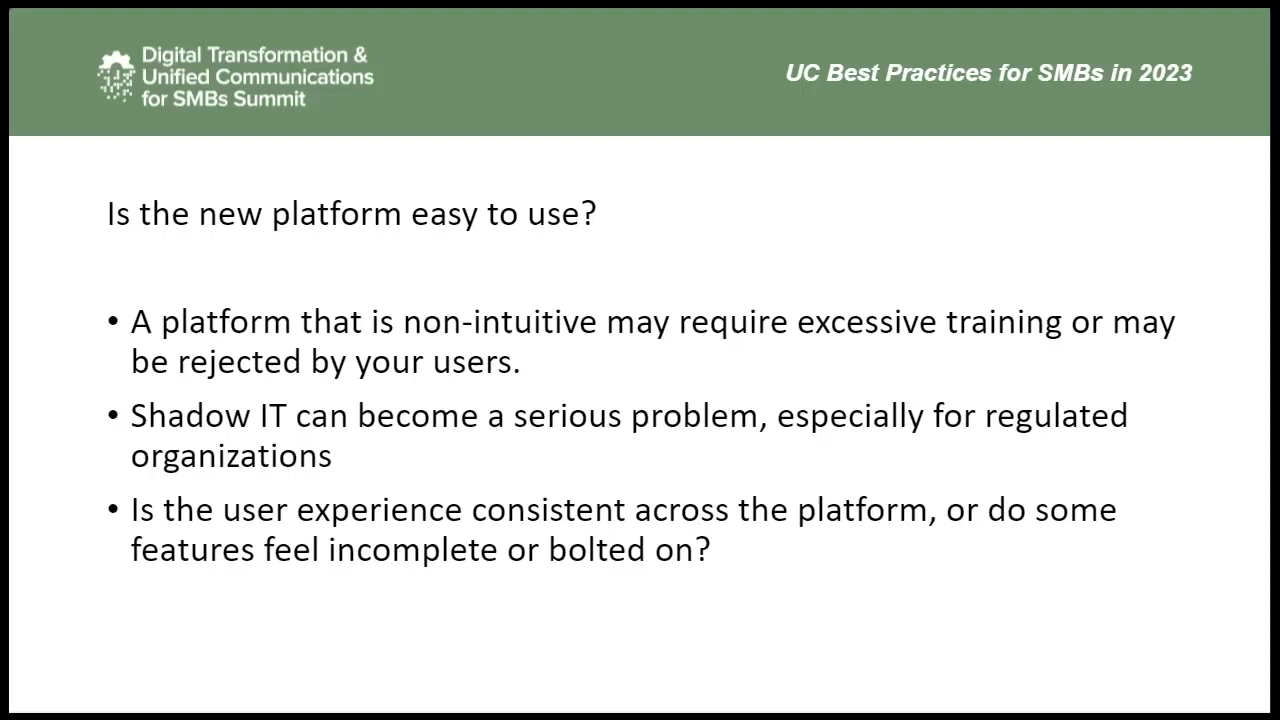 Digital Transformation &
Unified Communications
for SMBs Summit
UC Best Practices for SMBs in 2023
Is the new platform easy to use?
• A platform that is non-intuitive may require excessive training or may
be rejected by your users.
• Shadow IT can become a serious problem, especially for regulated
organizations
• Is the user experience consistent across the platform, or do some
features feel incomplete or bolted on?